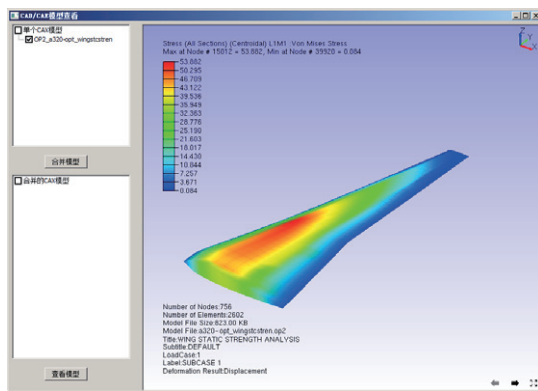 CAD/CAX模型查看
单个CAX模型
OP2_a320-opt_wingstcstren
合并模型
合并的CAX模型
查看模型
Stress (All Sections) (Centroidal) L1M1: Von Mises Stress
Max at Node # 15012 = 53.882, Min at Node # 39920 = 0.084
53.882
50.295
46.709
43.122
39.536
35.949
32.363
28.776
25.190
21.603
18.017
14.430
10.844
7.257
3.671
0.084
Z
Y
X
Number of Nodes:756
Number of Elements:2602
Model File Size:823.00 KB
Model File:a320-opt_wingstcstren.op2
Title:WING STATIC STRENGTH ANALYSIS
Subtitle:DEFAULT
LoadCase:1
Label:SUBCASE 1
Deformation Result:Displacement